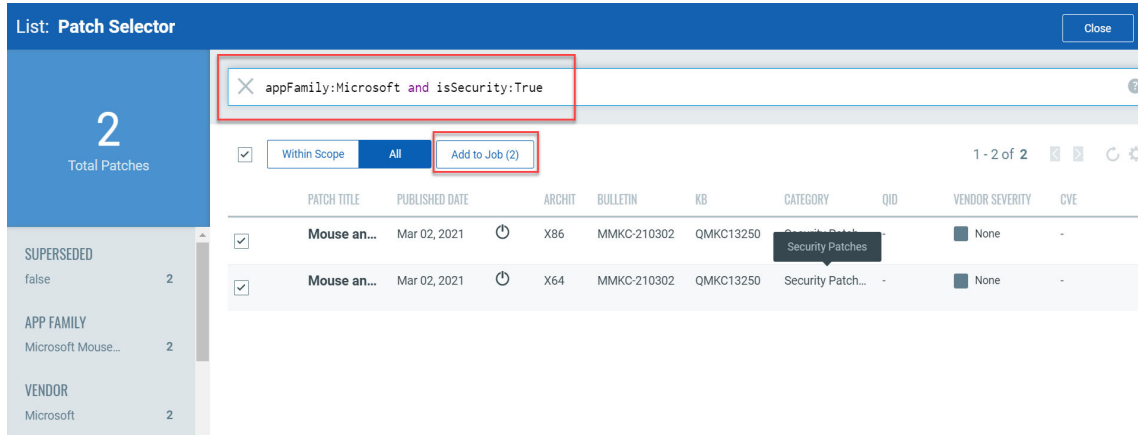 List: Patch Selector
Close
2
Total Patches
appFamily:Microsoft and isSecurity:True
?
Within Scope
All
Add to Job (2)
1 - 2 of 2
PATCH TITLE PUBLISHED DATE ARCHIT BULLETIN KB CATEGORY QID VENDOR SEVERITY CVE
Mouse an... Mar 02, 2021 X86 MMKC-210302 QMKC13250 - None -
Security Patches
Mouse an... Mar 02, 2021 X64 MMKC-210302 QMKC13250 Security Patch... - None -
SUPERSEDED
false 2
APP FAMILY
Microsoft Mouse... 2
VENDOR
Microsoft 2